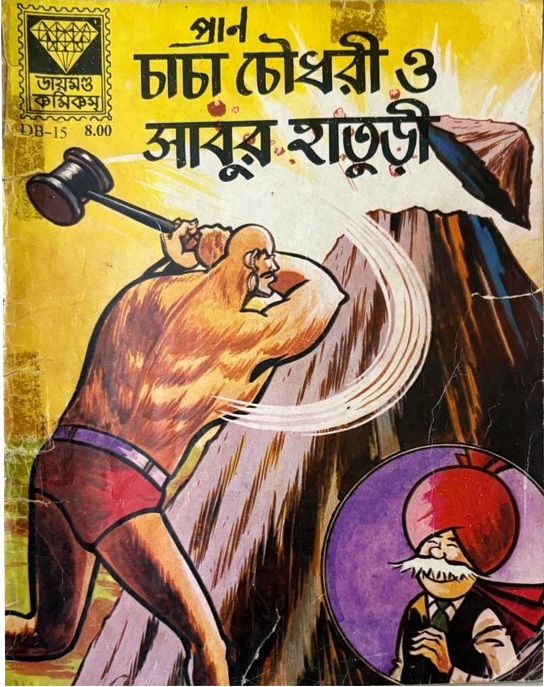 প্রাণ
চাচা চৌধরী ও
সাবুর হাতুড়ী
ডায়মণ্ড
কমিকস্
DB-15 8.00